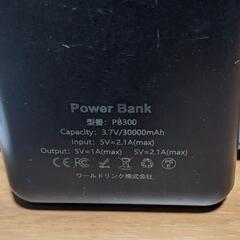 Power Bank
型番: PB300
Capacity: 3.7V/30000mAh
Input: 5V=2.1A(max)
Output: 5V=1A(max) 5V=2.1A(max)
ワールドリンク株式会社